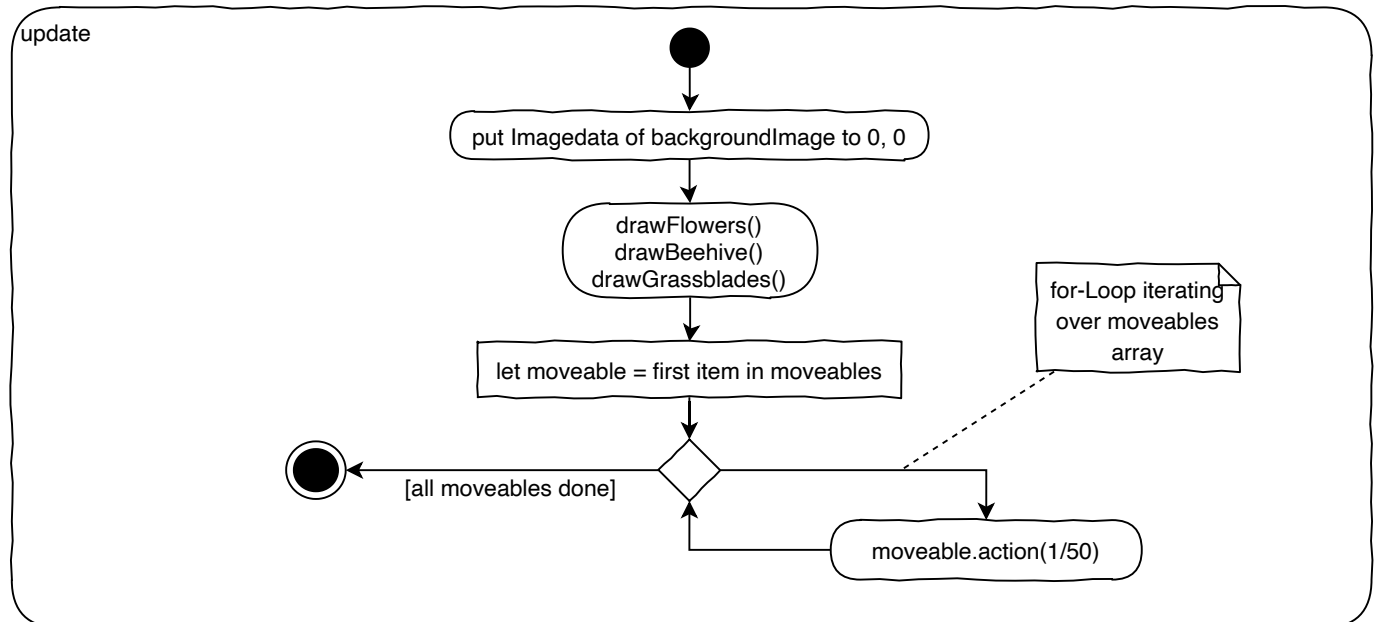 update
put Imagedata of backgroundImage to 0, 0
drawFlowers()
drawBeehive()
drawGrassblades()
for-Loop iterating
over moveables
array
let moveable = first item in moveables
[all moveables done]
moveable.action(1/50)